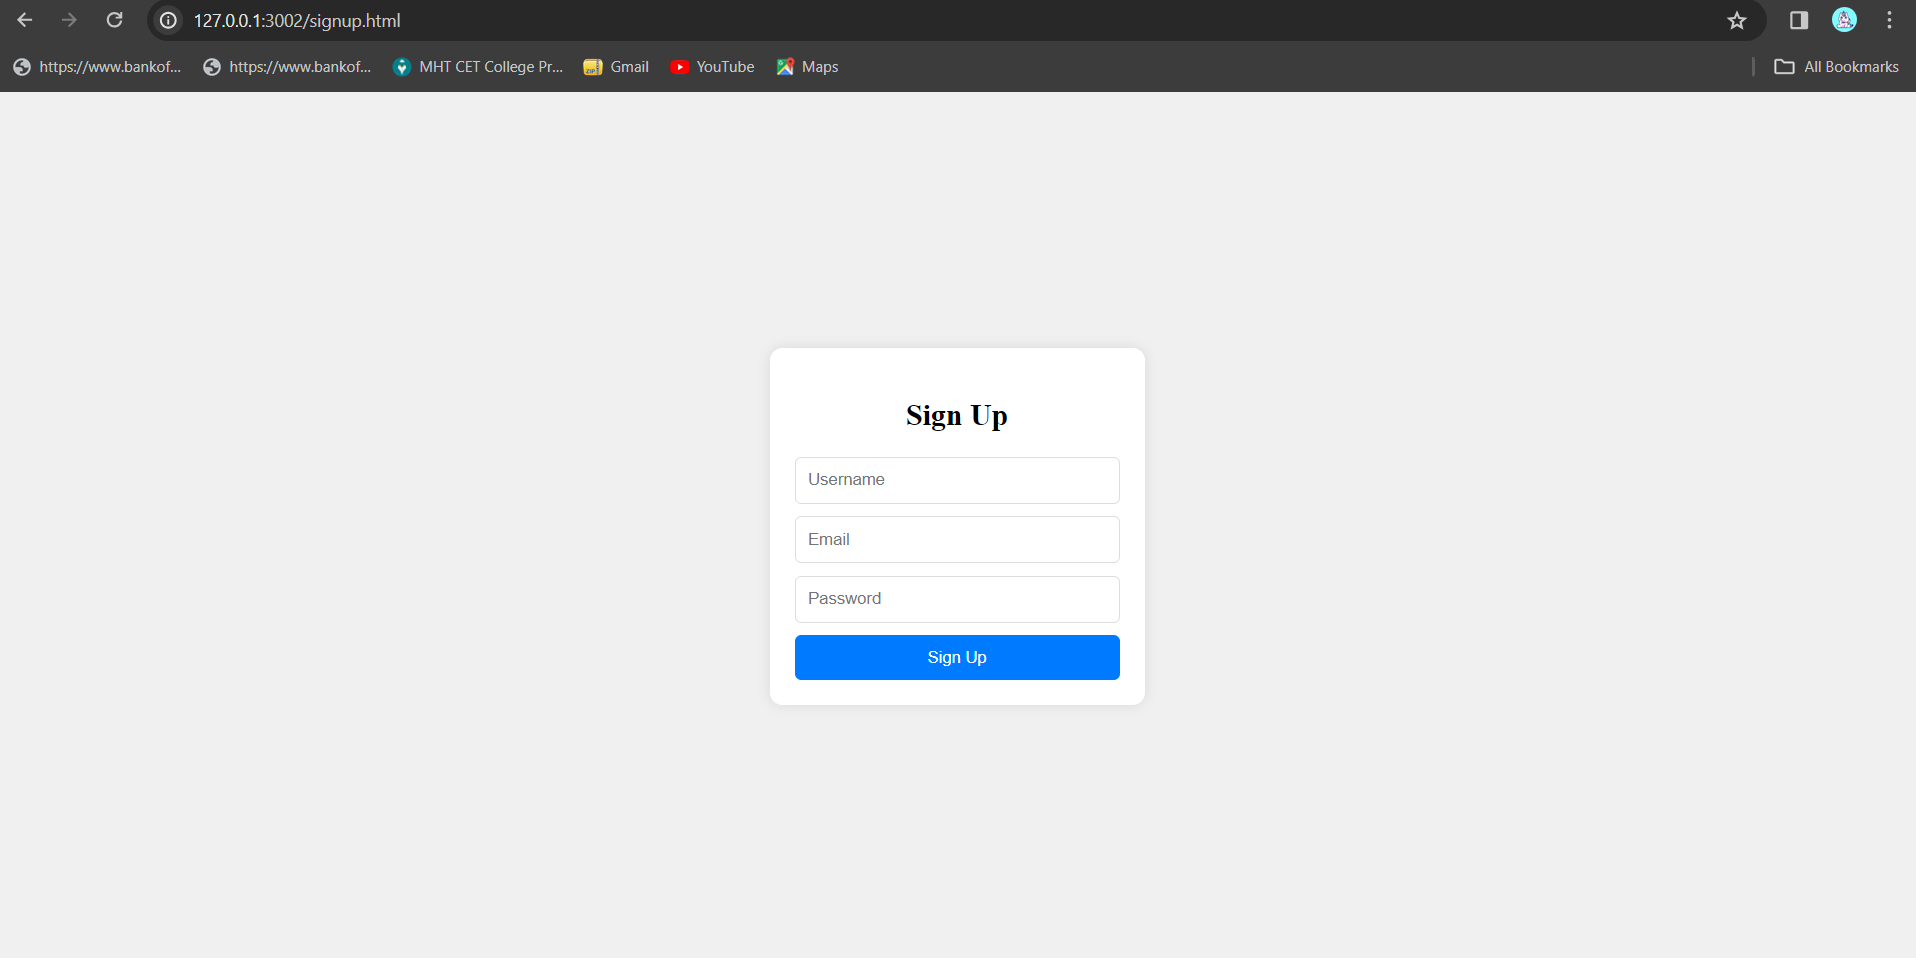 127.0.0.1:3002/signup.html
https://www.bankof... https://www.bankof... MHT CET College Pr... Gmail YouTube Maps All Bookmarks
Sign Up
Username
Email
Password
Sign Up